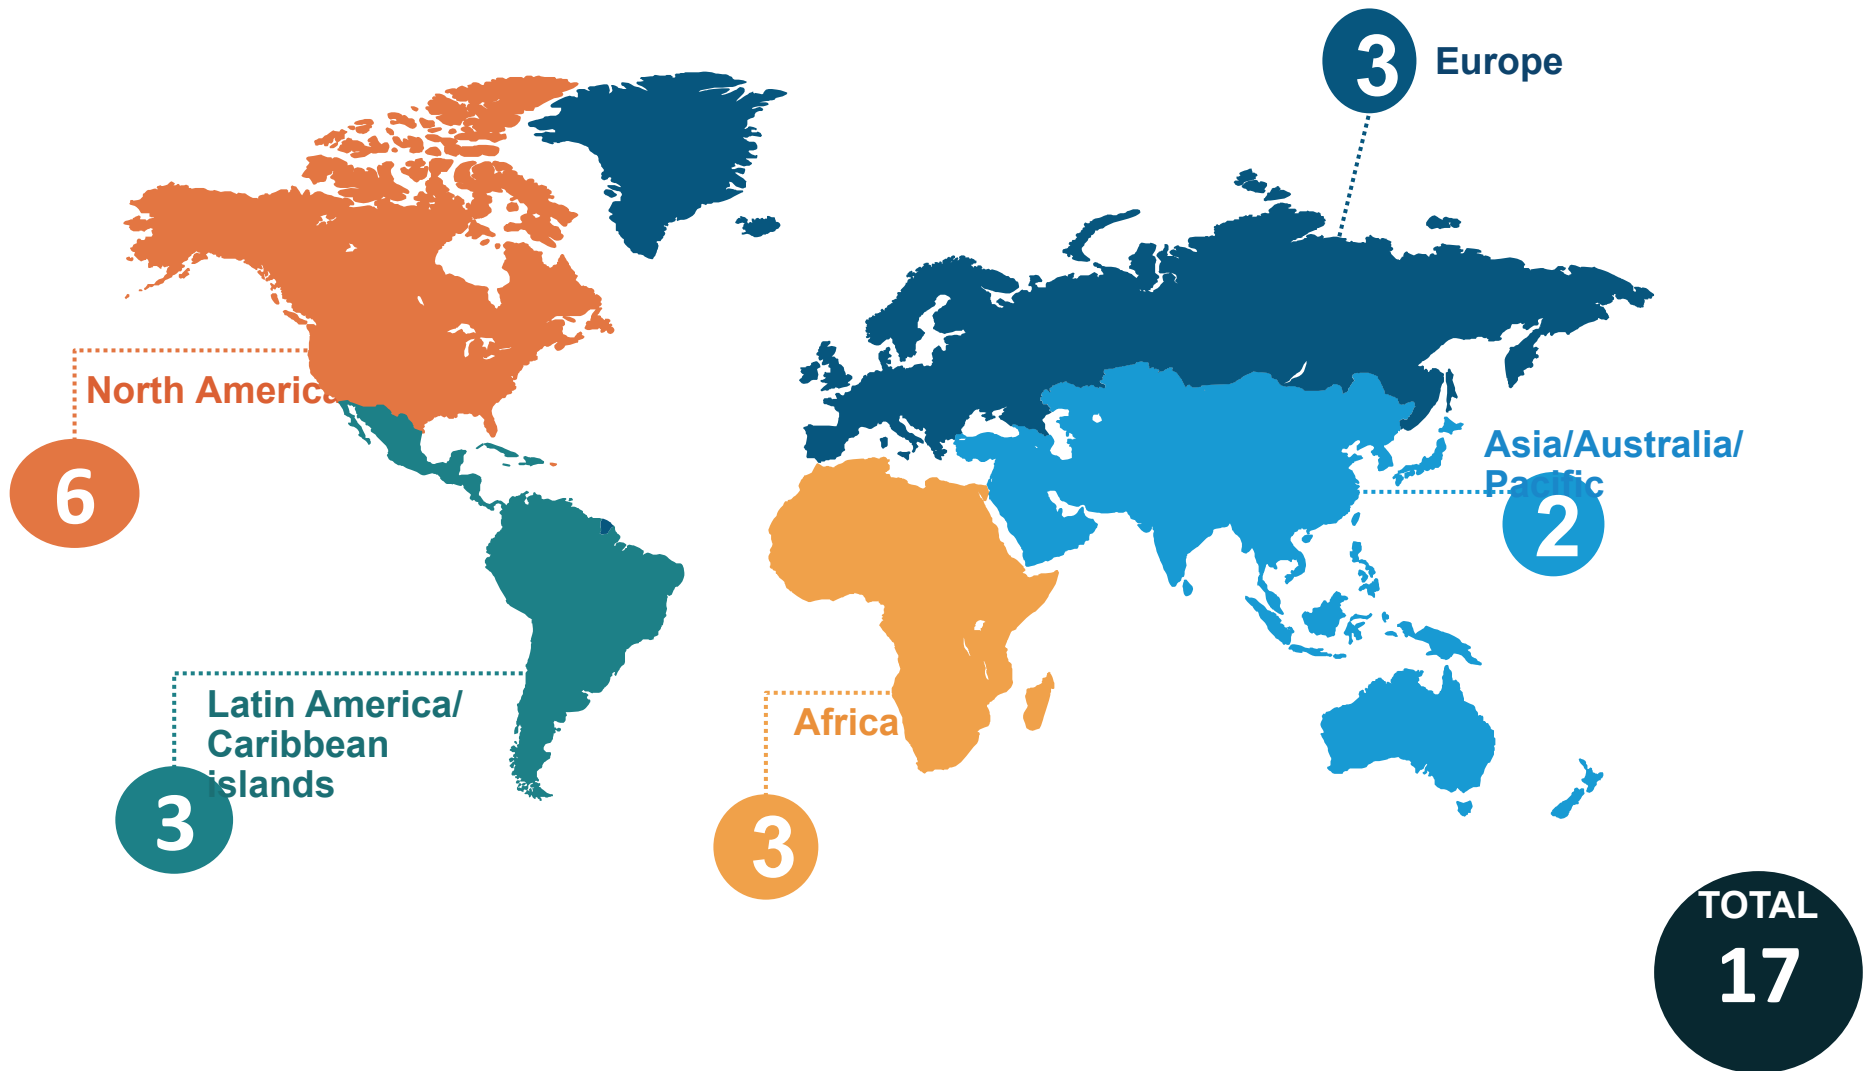 3
Europe
North America
6
Asia/Australia/
Pacific
2
Latin America/
Caribbean
islands
3
Africa
3
TOTAL
17